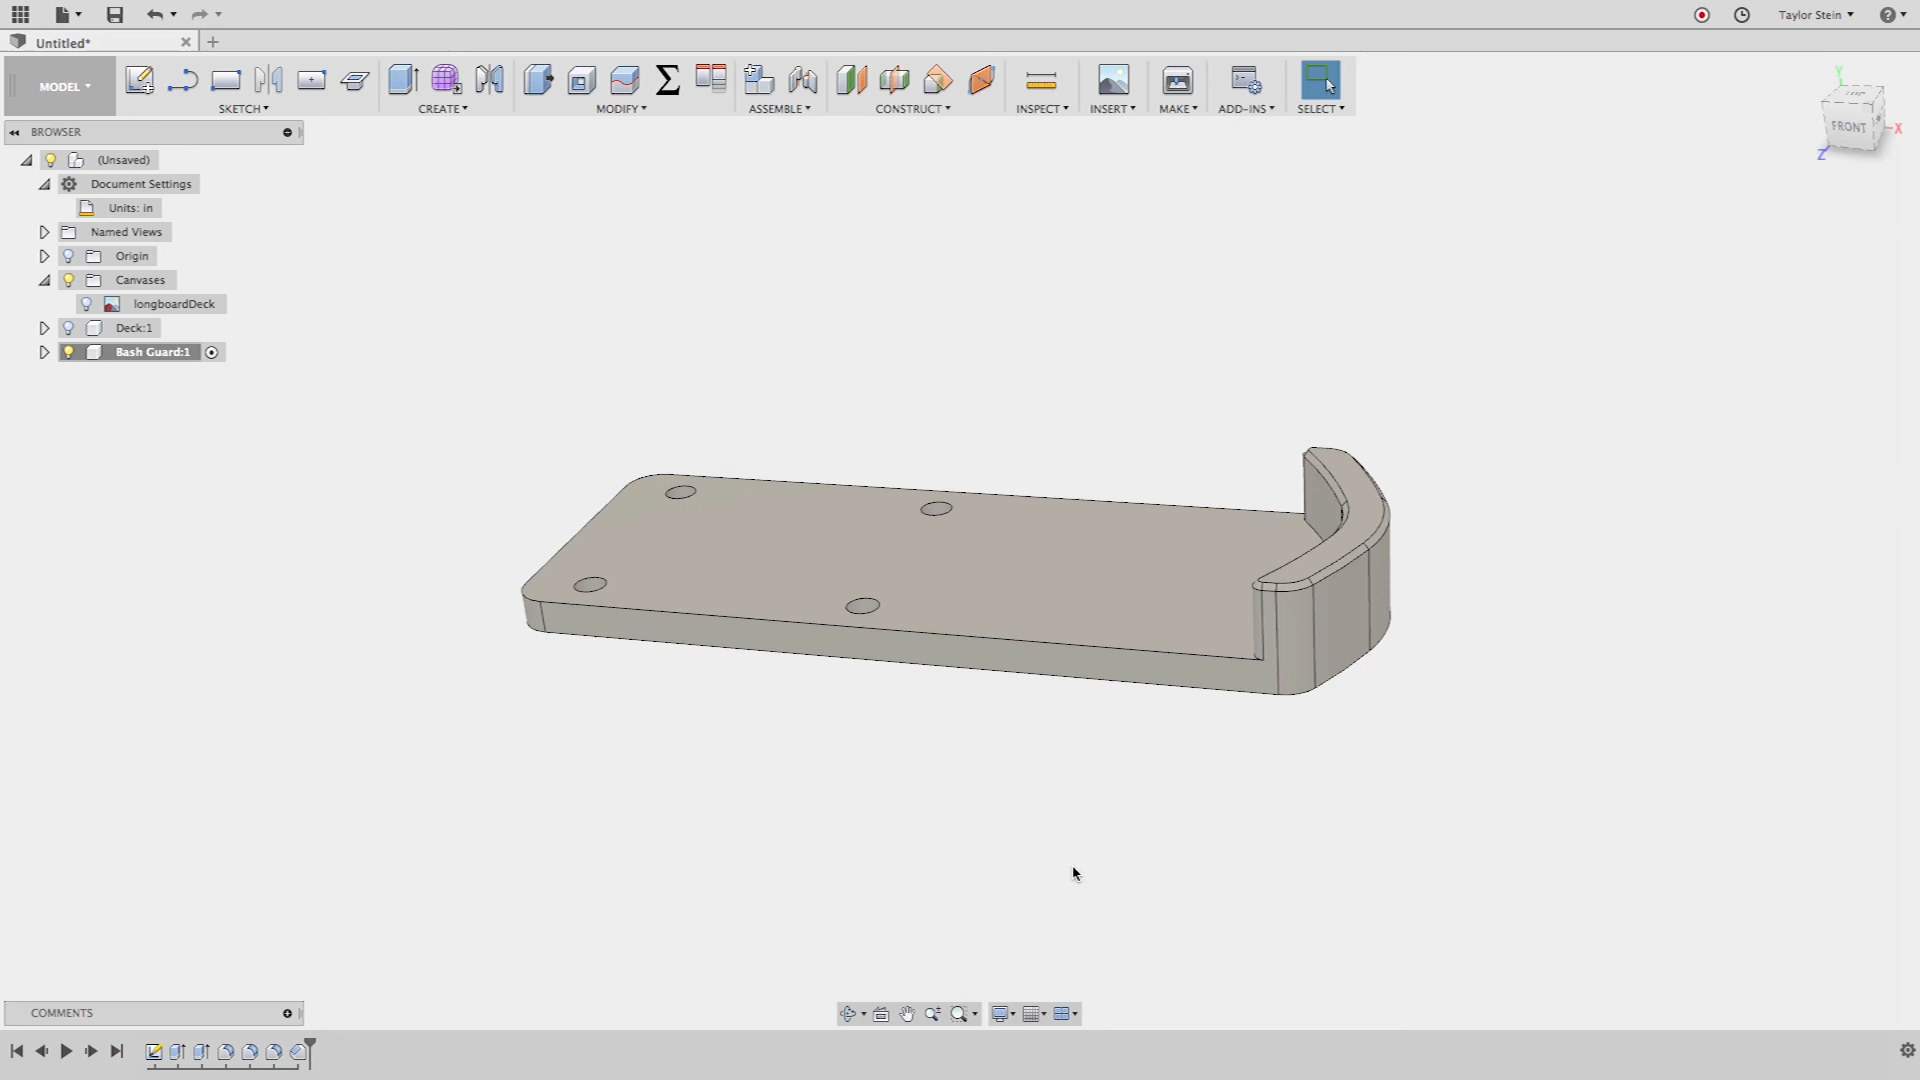 Taylor Stein
Untitled*
MODEL
SKETCH
CREATE
MODIFY
ASSEMBLE
CONSTRUCT
INSPECT
INSERT
MAKE
ADD-INS
SELECT
Y
TOP
FRONT
X
Z
BROWSER
(Unsaved)
Document Settings
Units: in
Named Views
Origin
Canvases
longboardDeck
Deck:1
Bash Guard:1
COMMENTS